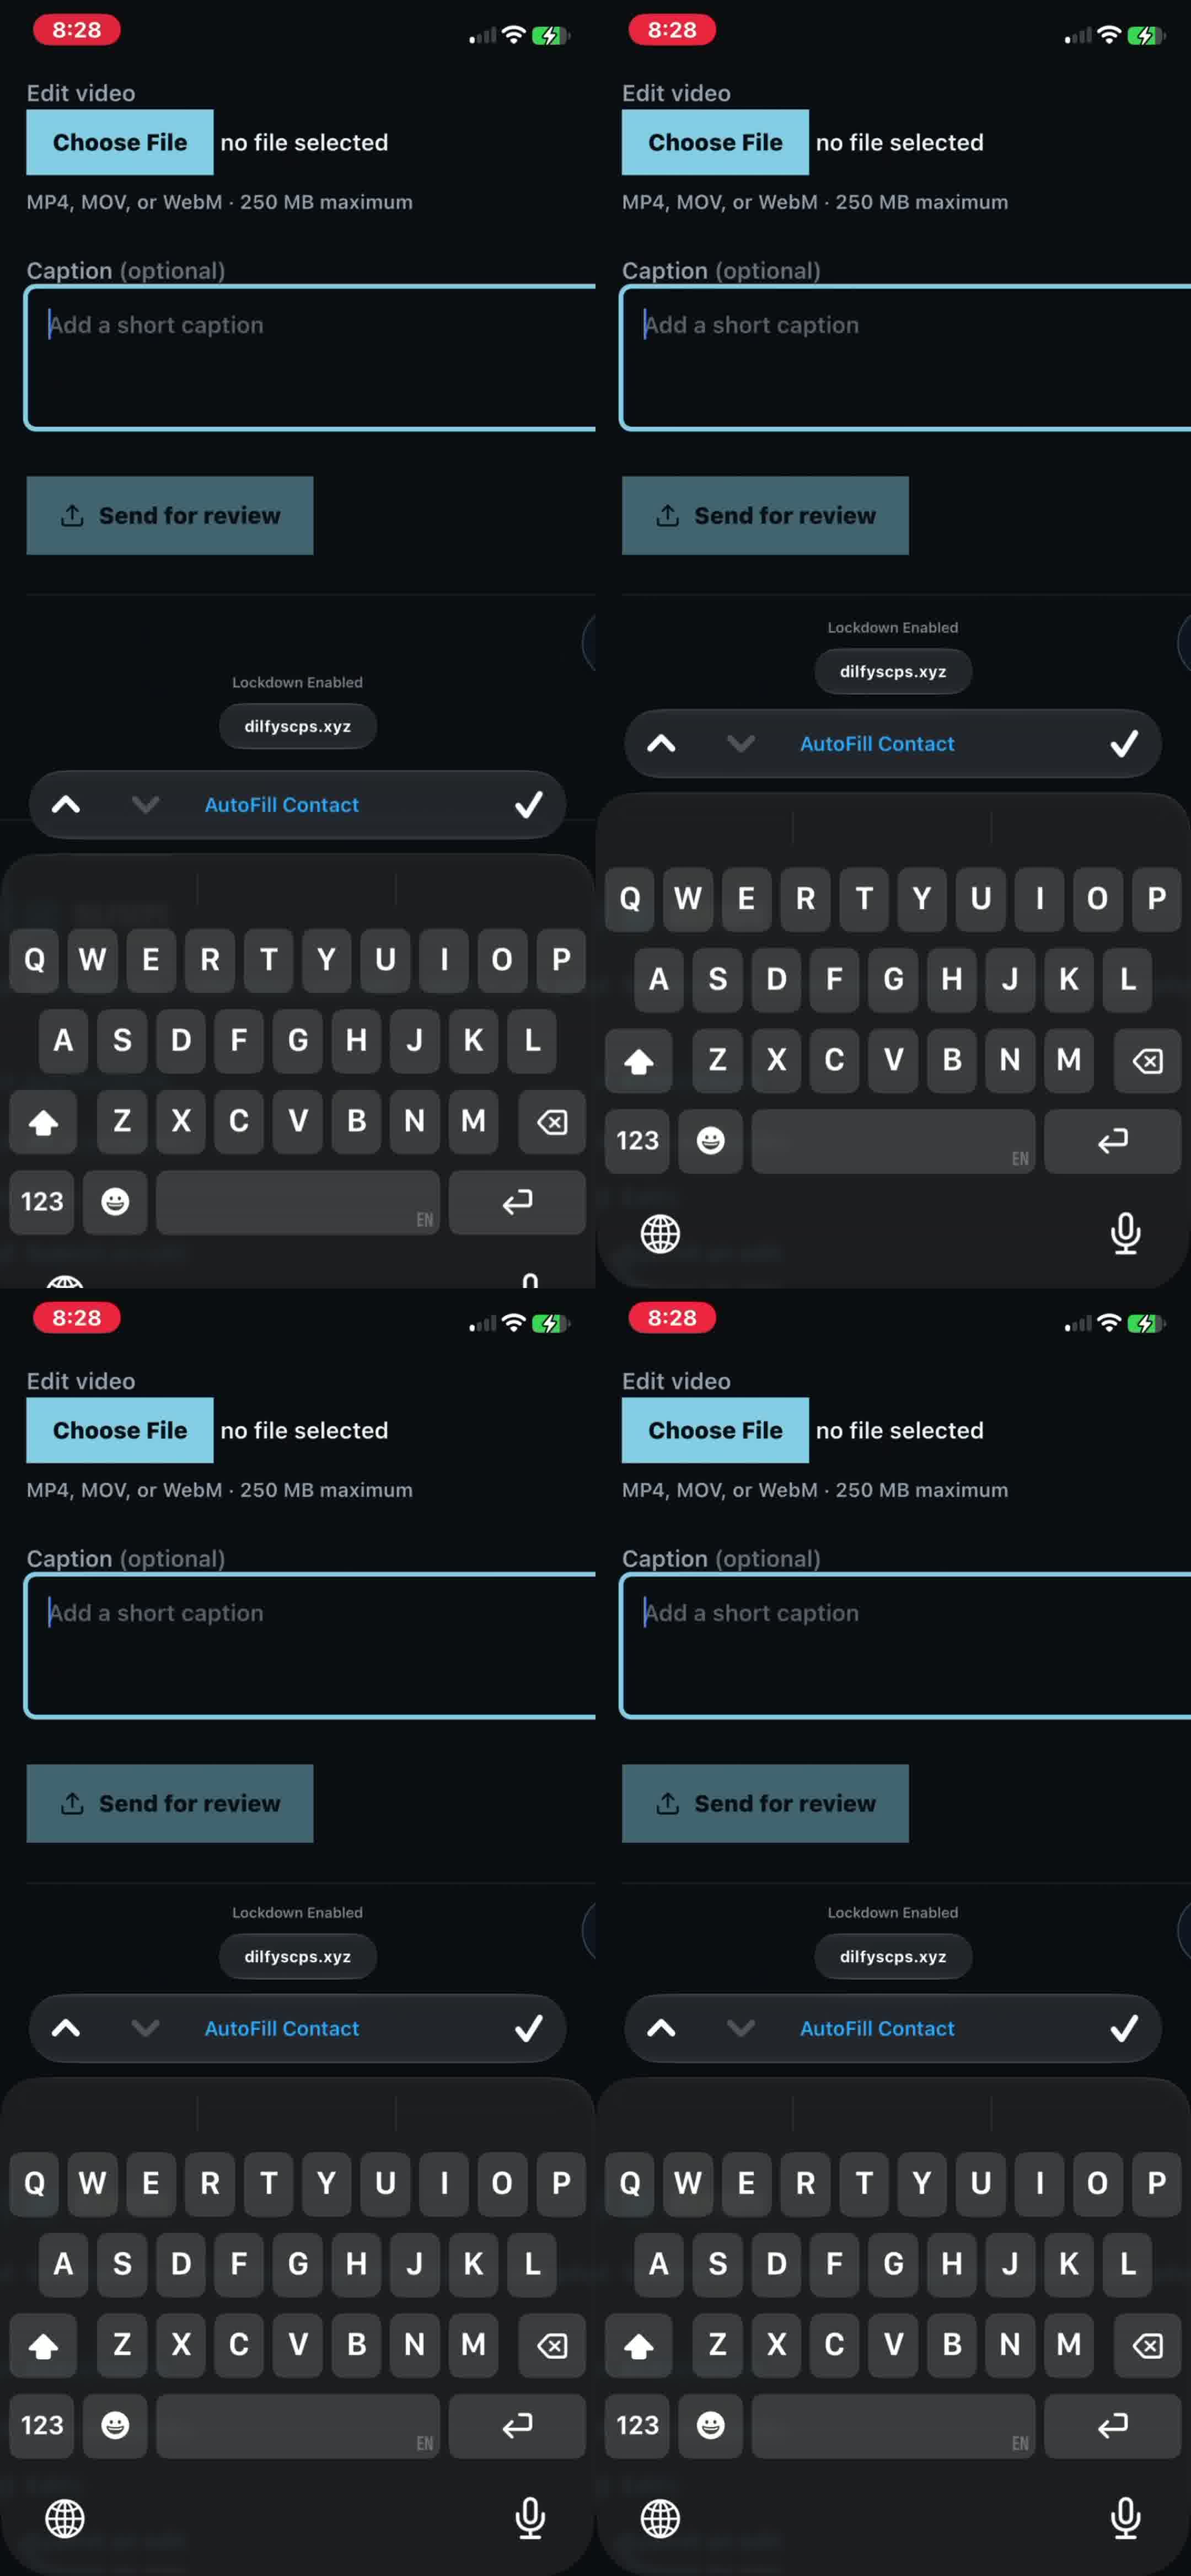 8:28
Edit video
Choose File no file selected
MP4, MOV, or WebM · 250 MB maximum
Caption (optional)
Add a short caption
Send for review
Lockdown Enabled
dilfyscps.xyz
AutoFill Contact
Q W E R T Y U I O P
A S D F G H J K L
Z X C V B N M
123
EN
8:28
Edit video
Choose File no file selected
MP4, MOV, or WebM · 250 MB maximum
Caption (optional)
Add a short caption
Send for review
Lockdown Enabled
dilfyscps.xyz
AutoFill Contact
Q W E R T Y U I O P
A S D F G H J K L
Z X C V B N M
123
EN
8:28
Edit video
Choose File no file selected
MP4, MOV, or WebM · 250 MB maximum
Caption (optional)
Add a short caption
Send for review
Lockdown Enabled
dilfyscps.xyz
AutoFill Contact
Q W E R T Y U I O P
A S D F G H J K L
Z X C V B N M
123
EN
8:28
Edit video
Choose File no file selected
MP4, MOV, or WebM · 250 MB maximum
Caption (optional)
Add a short caption
Send for review
Lockdown Enabled
dilfyscps.xyz
AutoFill Contact
Q W E R T Y U I O P
A S D F G H J K L
Z X C V B N M
123
EN